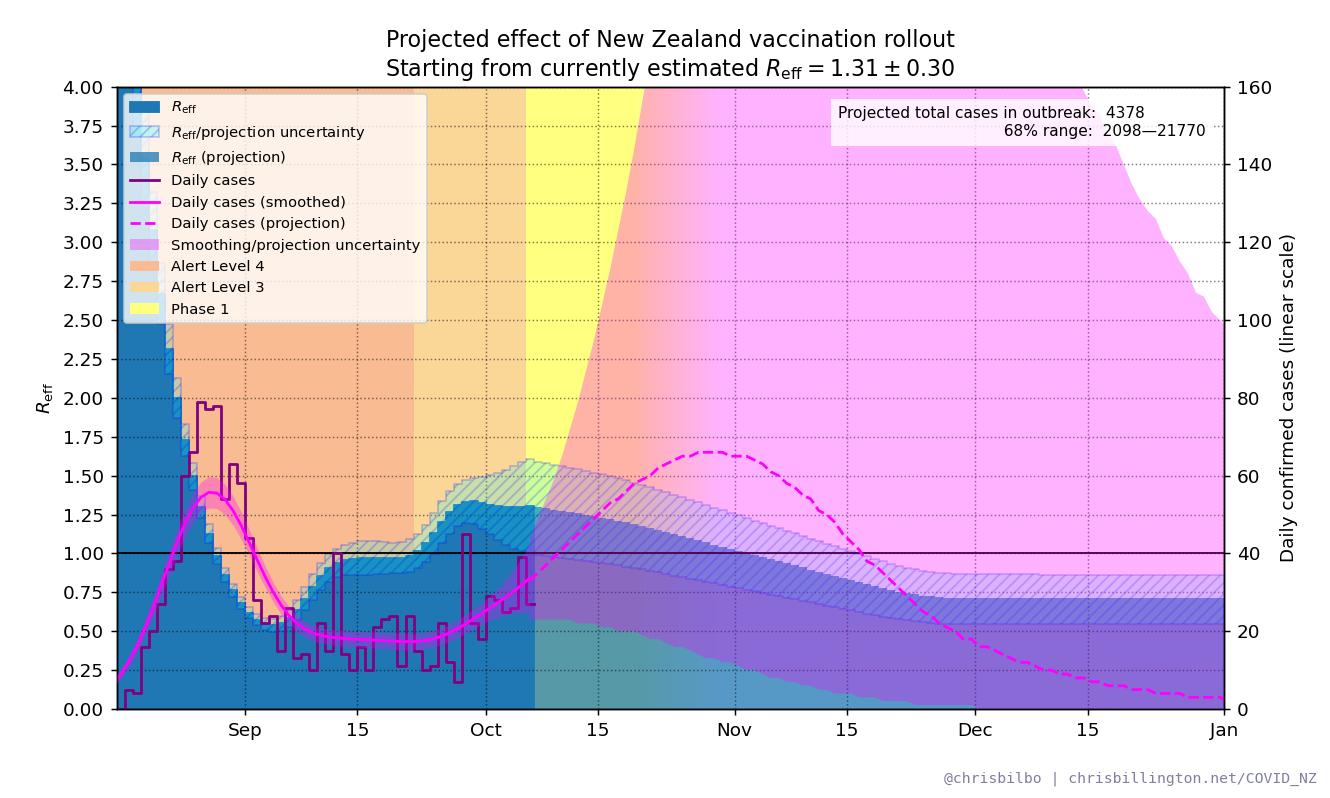 Projected effect of New Zealand vaccination rollout
Starting from currently estimated R_eff = 1.31 ± 0.30
Projected total cases in outbreak: 4378
68% range: 2098—21770
R_eff
R_eff/projection uncertainty
R_eff (projection)
Daily cases
Daily cases (smoothed)
Daily cases (projection)
Smoothing/projection uncertainty
Alert Level 4
Alert Level 3
Phase 1
4.00
3.75
3.50
3.25
3.00
2.75
2.50
2.25
2.00
1.75
1.50
1.25
1.00
0.75
0.50
0.25
0.00
R_eff
160
140
120
100
80
60
40
20
0
Daily confirmed cases (linear scale)
Sep 15 Oct 15 Nov 15 Dec 15 Jan
@chrisbilbo | chrisbillington.net/COVID_NZ